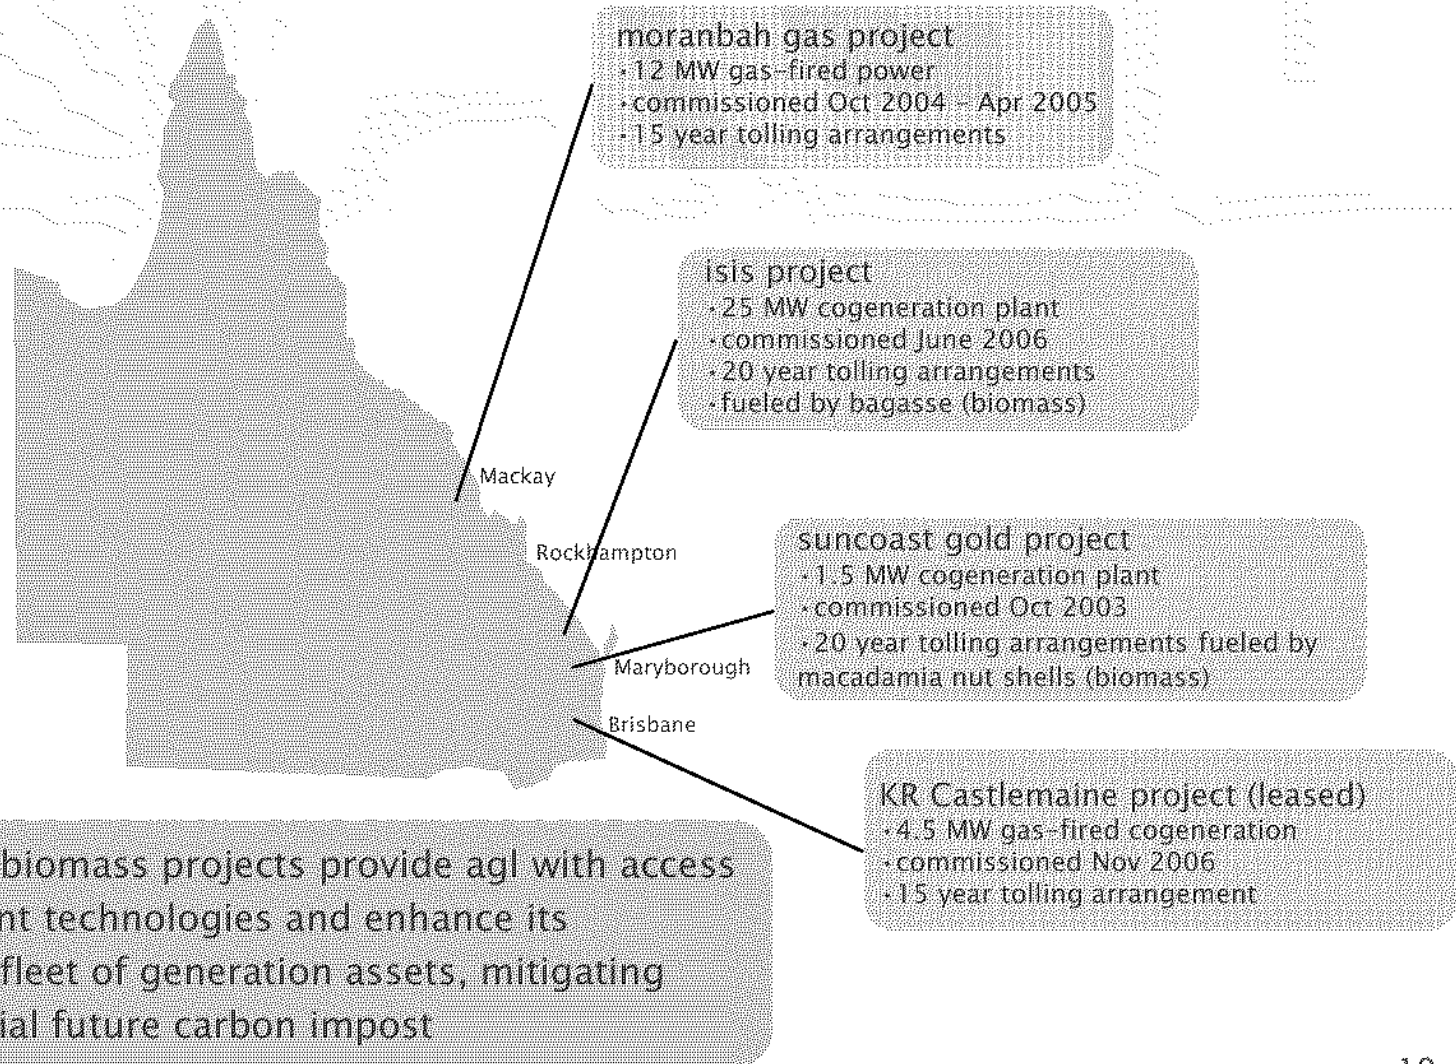 moranbah gas project
·12 MW gas-fired power
·commissioned Oct 2004 - Apr 2005
·15 year tolling arrangements
isis project
·25 MW cogeneration plant
·commissioned June 2006
·20 year tolling arrangements
·fueled by bagasse (biomass)
Mackay
Rockhampton
suncoast gold project
·1.5 MW cogeneration plant
·commissioned Oct 2003
·20 year tolling arrangements fueled by
macadamia nut shells (biomass)
Maryborough
Brisbane
KR Castlemaine project (leased)
·4.5 MW gas-fired cogeneration
·commissioned Nov 2006
·15 year tolling arrangement
biomass projects provide agl with access
nt technologies and enhance its
fleet of generation assets, mitigating
ial future carbon impost